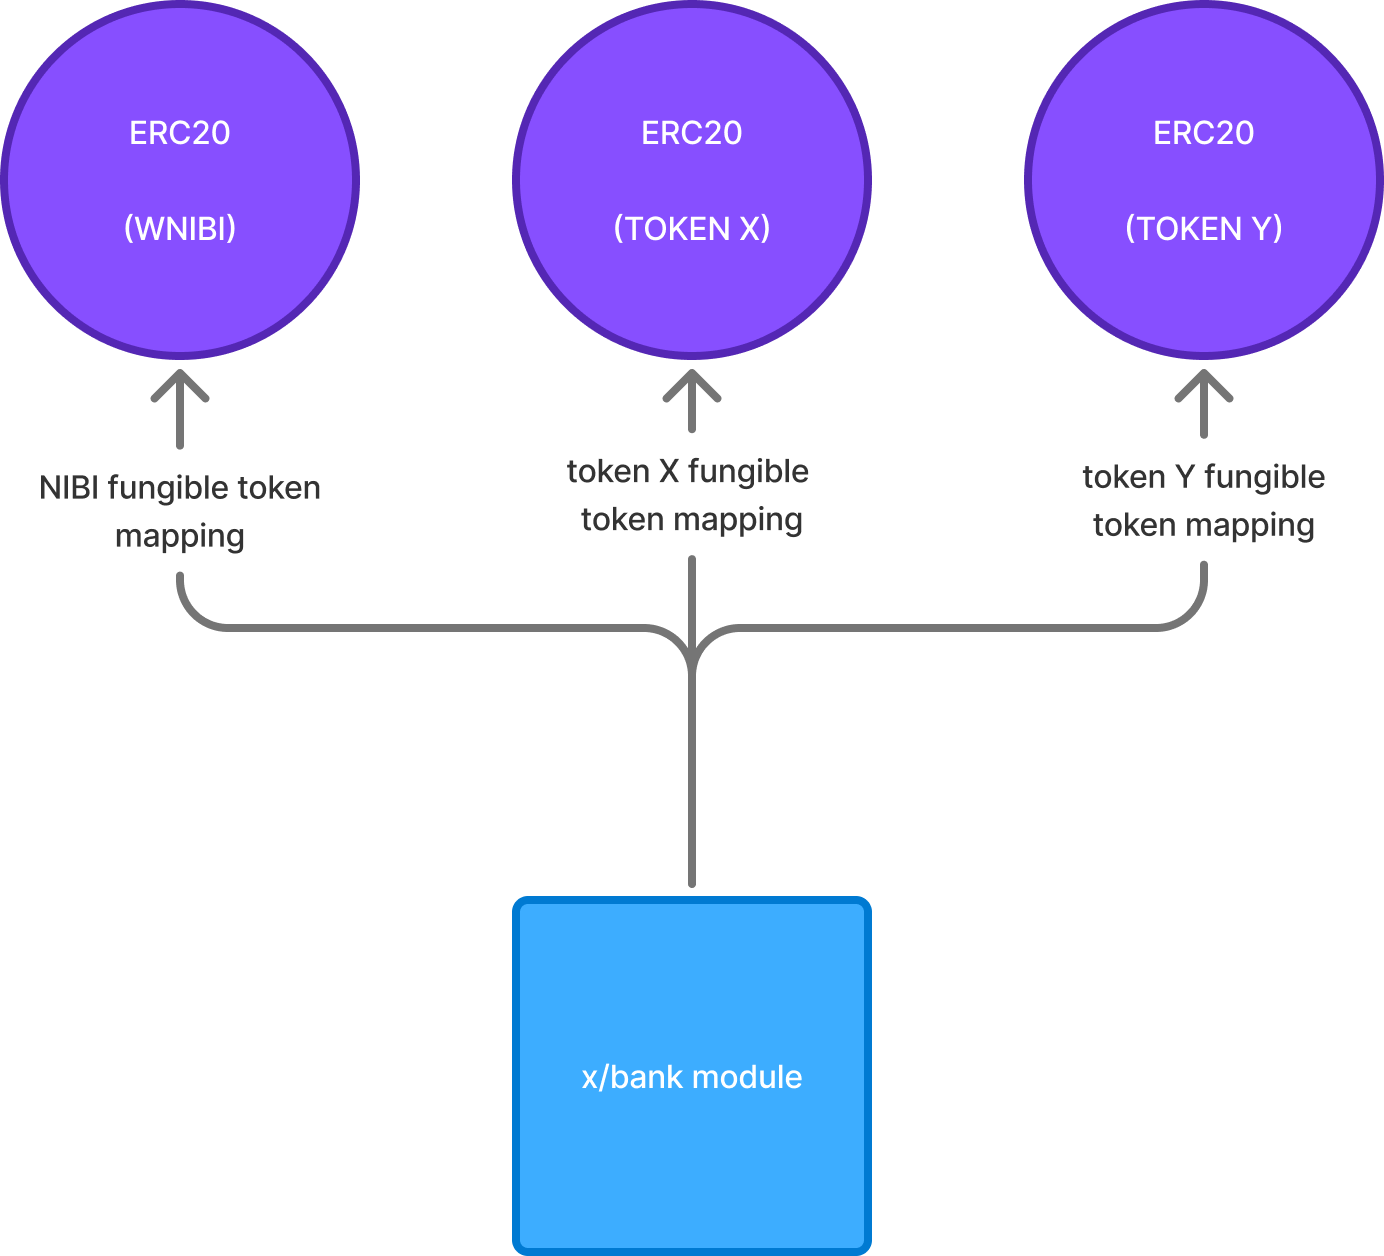 ERC20
(WNIBI)
ERC20
(TOKEN X)
ERC20
(TOKEN Y)
NIBI fungible token
mapping
token X fungible
token mapping
token Y fungible
token mapping
x/bank module